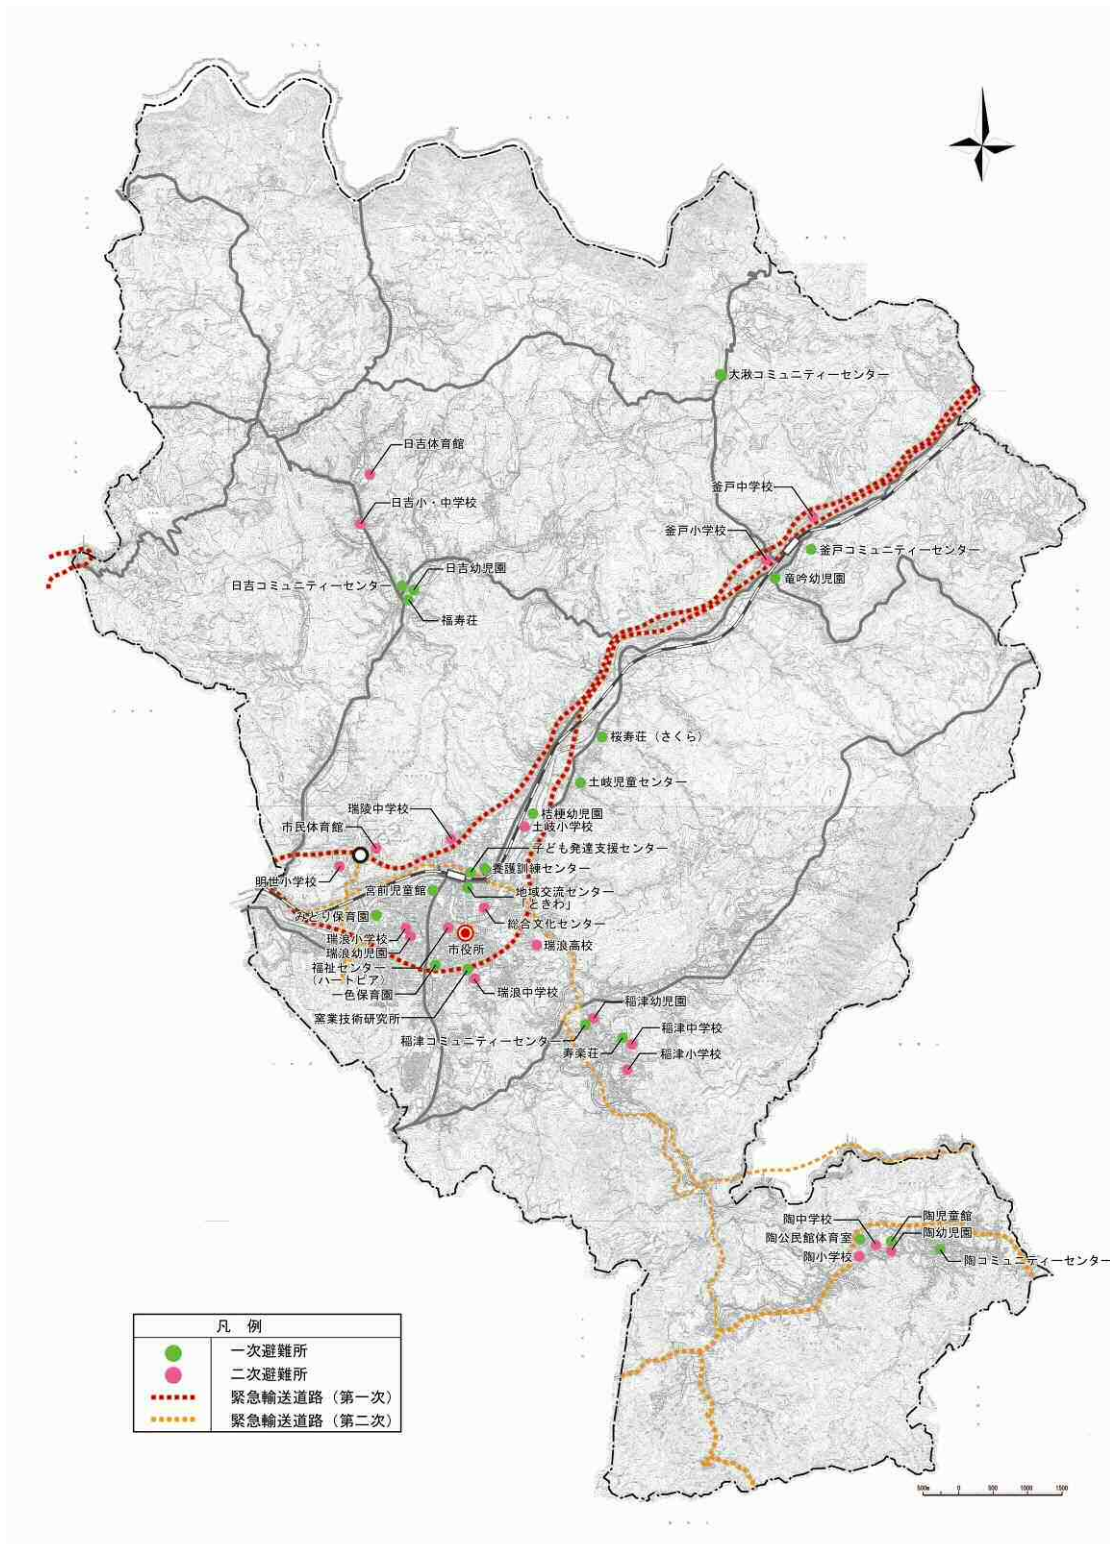 大湫コミュニティーセンター
日吉体育館
釜戸中学校
日吉小・中学校
釜戸小学校
釜戸コミュニティーセンター
日吉幼児園
竜吟幼児園
日吉コミュニティーセンター
福寿荘
桜寿荘（さくら）
土岐児童センター
瑞陵中学校
桔梗幼児園
市民体育館
土岐小学校
子ども発達支援センター
養護訓練センター
明世小学校
宮前児童館
地域交流センター
「ときわ」
みどり保育園
総合文化センター
瑞浪小学校
瑞浪高校
市役所
瑞浪幼児園
福祉センター
（ハートピア）
一色保育園
瑞浪中学校
窯業技術研究所
稲津幼児園
稲津中学校
稲津コミュニティーセンター
寿楽荘
稲津小学校
陶中学校
陶児童館
陶公民館体育室
陶幼児園
陶小学校
陶コミュニティーセンター
凡 例
一次避難所
二次避難所
緊急輸送道路（第一次）
緊急輸送道路（第二次）
500m 0 500 1000 1500